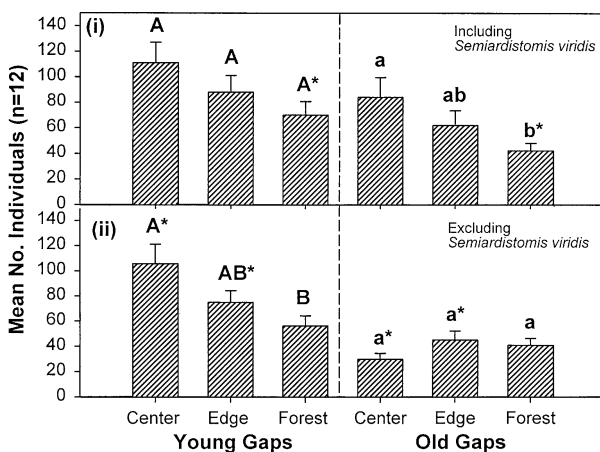 Mean No. Individuals (n=12)
(i)
140
120
100
80
60
40
20
0
A
A
A*
Including
Semiardistomis viridis
a
ab
b*
(ii)
140
120
100
80
60
40
20
0
A*
AB*
B
Excluding
Semiardistomis viridis
a*
a*
a
Center Edge Forest Center Edge Forest
Young Gaps Old Gaps